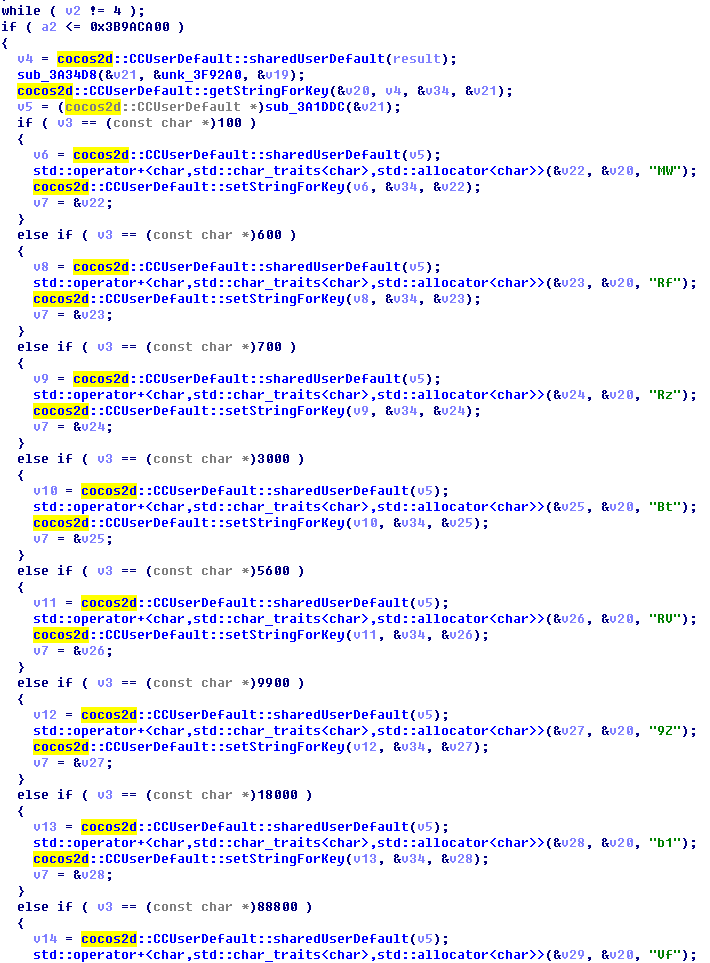 while ( v2 != 4 );
if ( a2 <= 0x3B9ACA00 )
{
  v4 = cocos2d::CCUserDefault::sharedUserDefault(result);
  sub_3A34D8(&v21, &unk_3F92A0, &v19);
  cocos2d::CCUserDefault::getStringForKey(&v20, v4, &v34, &v21);
  v5 = (cocos2d::CCUserDefault *)sub_3A1DDC(&v21);
  if ( v3 == (const char *)100 )
  {
    v6 = cocos2d::CCUserDefault::sharedUserDefault(v5);
    std::operator+<char,std::char_traits<char>,std::allocator<char>>(&v22, &v20, "MW");
    cocos2d::CCUserDefault::setStringForKey(v6, &v34, &v22);
    v7 = &v22;
  }
  else if ( v3 == (const char *)600 )
  {
    v8 = cocos2d::CCUserDefault::sharedUserDefault(v5);
    std::operator+<char,std::char_traits<char>,std::allocator<char>>(&v23, &v20, "Rf");
    cocos2d::CCUserDefault::setStringForKey(v8, &v34, &v23);
    v7 = &v23;
  }
  else if ( v3 == (const char *)700 )
  {
    v9 = cocos2d::CCUserDefault::sharedUserDefault(v5);
    std::operator+<char,std::char_traits<char>,std::allocator<char>>(&v24, &v20, "Rz");
    cocos2d::CCUserDefault::setStringForKey(v9, &v34, &v24);
    v7 = &v24;
  }
  else if ( v3 == (const char *)3000 )
  {
    v10 = cocos2d::CCUserDefault::sharedUserDefault(v5);
    std::operator+<char,std::char_traits<char>,std::allocator<char>>(&v25, &v20, "Bt");
    cocos2d::CCUserDefault::setStringForKey(v10, &v34, &v25);
    v7 = &v25;
  }
  else if ( v3 == (const char *)5600 )
  {
    v11 = cocos2d::CCUserDefault::sharedUserDefault(v5);
    std::operator+<char,std::char_traits<char>,std::allocator<char>>(&v26, &v20, "RV");
    cocos2d::CCUserDefault::setStringForKey(v11, &v34, &v26);
    v7 = &v26;
  }
  else if ( v3 == (const char *)9900 )
  {
    v12 = cocos2d::CCUserDefault::sharedUserDefault(v5);
    std::operator+<char,std::char_traits<char>,std::allocator<char>>(&v27, &v20, "9Z");
    cocos2d::CCUserDefault::setStringForKey(v12, &v34, &v27);
    v7 = &v27;
  }
  else if ( v3 == (const char *)18000 )
  {
    v13 = cocos2d::CCUserDefault::sharedUserDefault(v5);
    std::operator+<char,std::char_traits<char>,std::allocator<char>>(&v28, &v20, "b1");
    cocos2d::CCUserDefault::setStringForKey(v13, &v34, &v28);
    v7 = &v28;
  }
  else if ( v3 == (const char *)88800 )
  {
    v14 = cocos2d::CCUserDefault::sharedUserDefault(v5);
    std::operator+<char,std::char_traits<char>,std::allocator<char>>(&v29, &v20, "Vf");